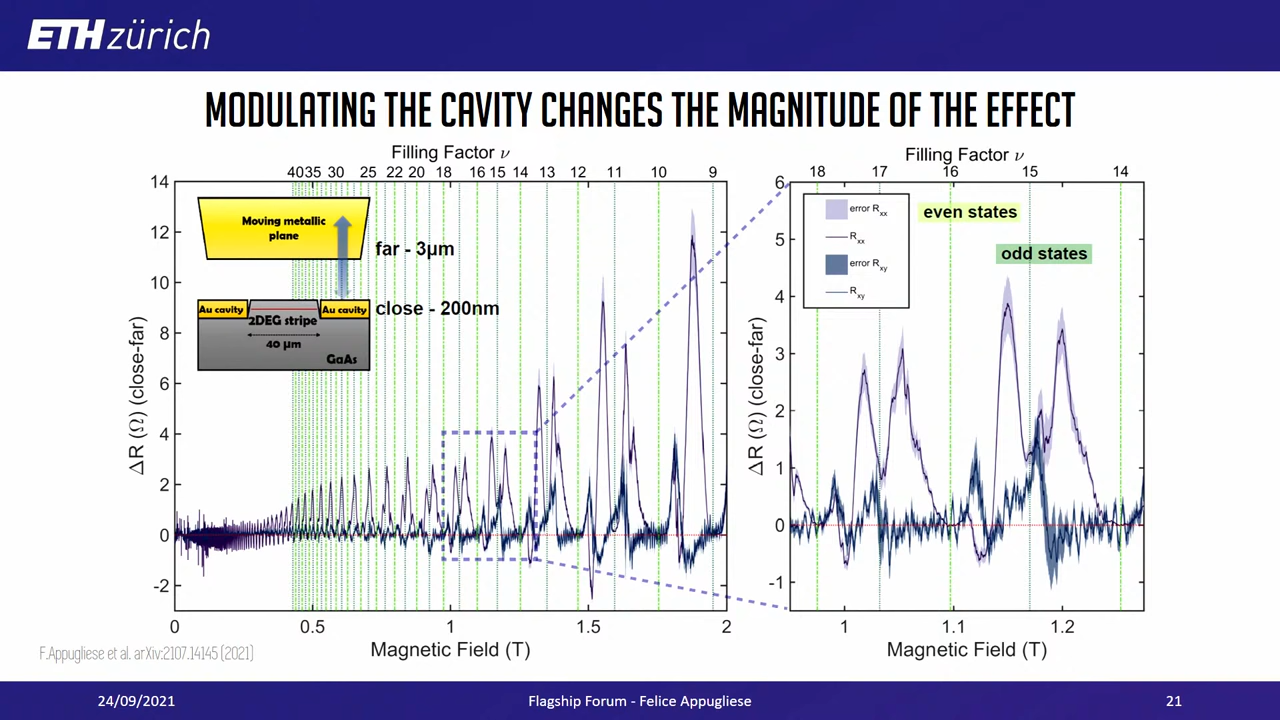 ETH zürich
MODULATING THE CAVITY CHANGES THE MAGNITUDE OF THE EFFECT
Filling Factor ν
40 35 30 25 22 20 18 16 15 14 13 12 11 10 9
14
12
10
8
6
4
2
0
-2
ΔR (Ω) (close-far)
Moving metallic
plane
far - 3μm
close - 200nm
Au cavity
2DEG stripe
Au cavity
40 μm
GaAs
0 0.5 1 1.5 2
Magnetic Field (T)
Filling Factor ν
18 17 16 15 14
6
5
4
3
2
1
0
-1
ΔR (Ω) (close-far)
error Rxx
Rxx
error Rxy
Rxy
even states
odd states
1 1.1 1.2
Magnetic Field (T)
F.Appugliese et al. arXiv:2107.14145 (2021)
24/09/2021
Flagship Forum - Felice Appugliese
21